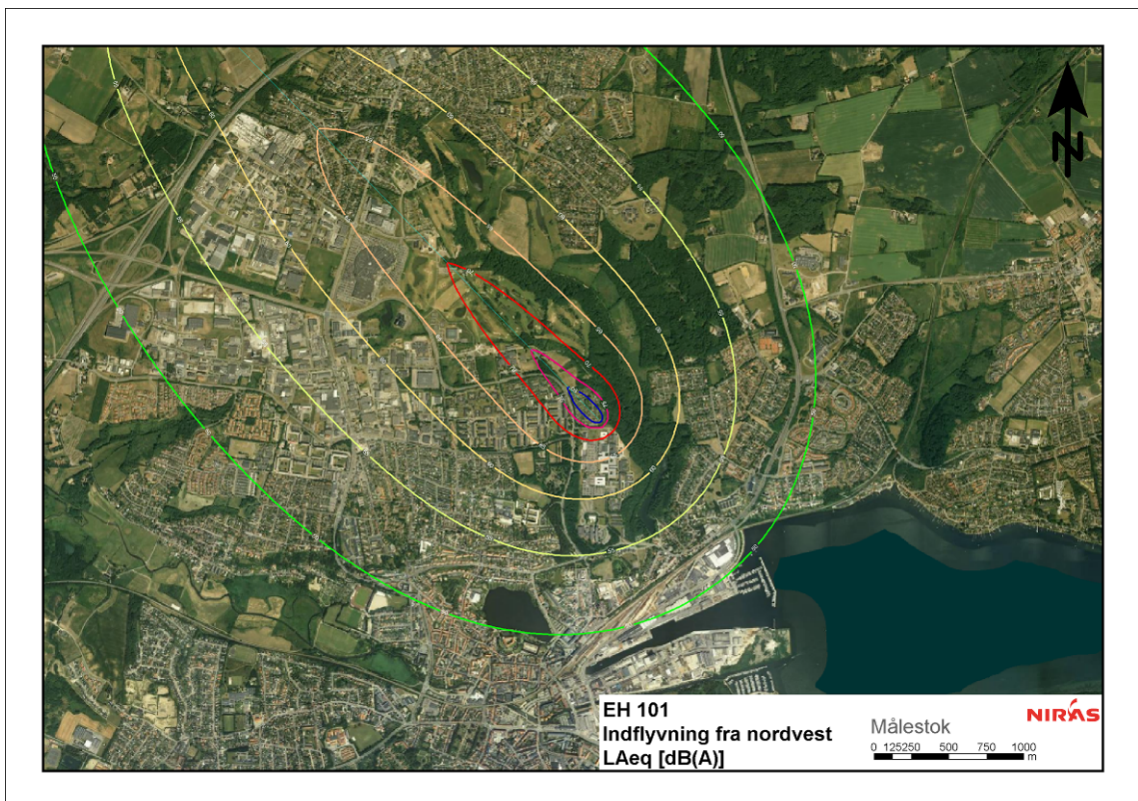 N
EH 101
Indflyvning fra nordvest
LAeq [dB(A)]
Målestok
0 125250 500 750 1000
m
NIRAS